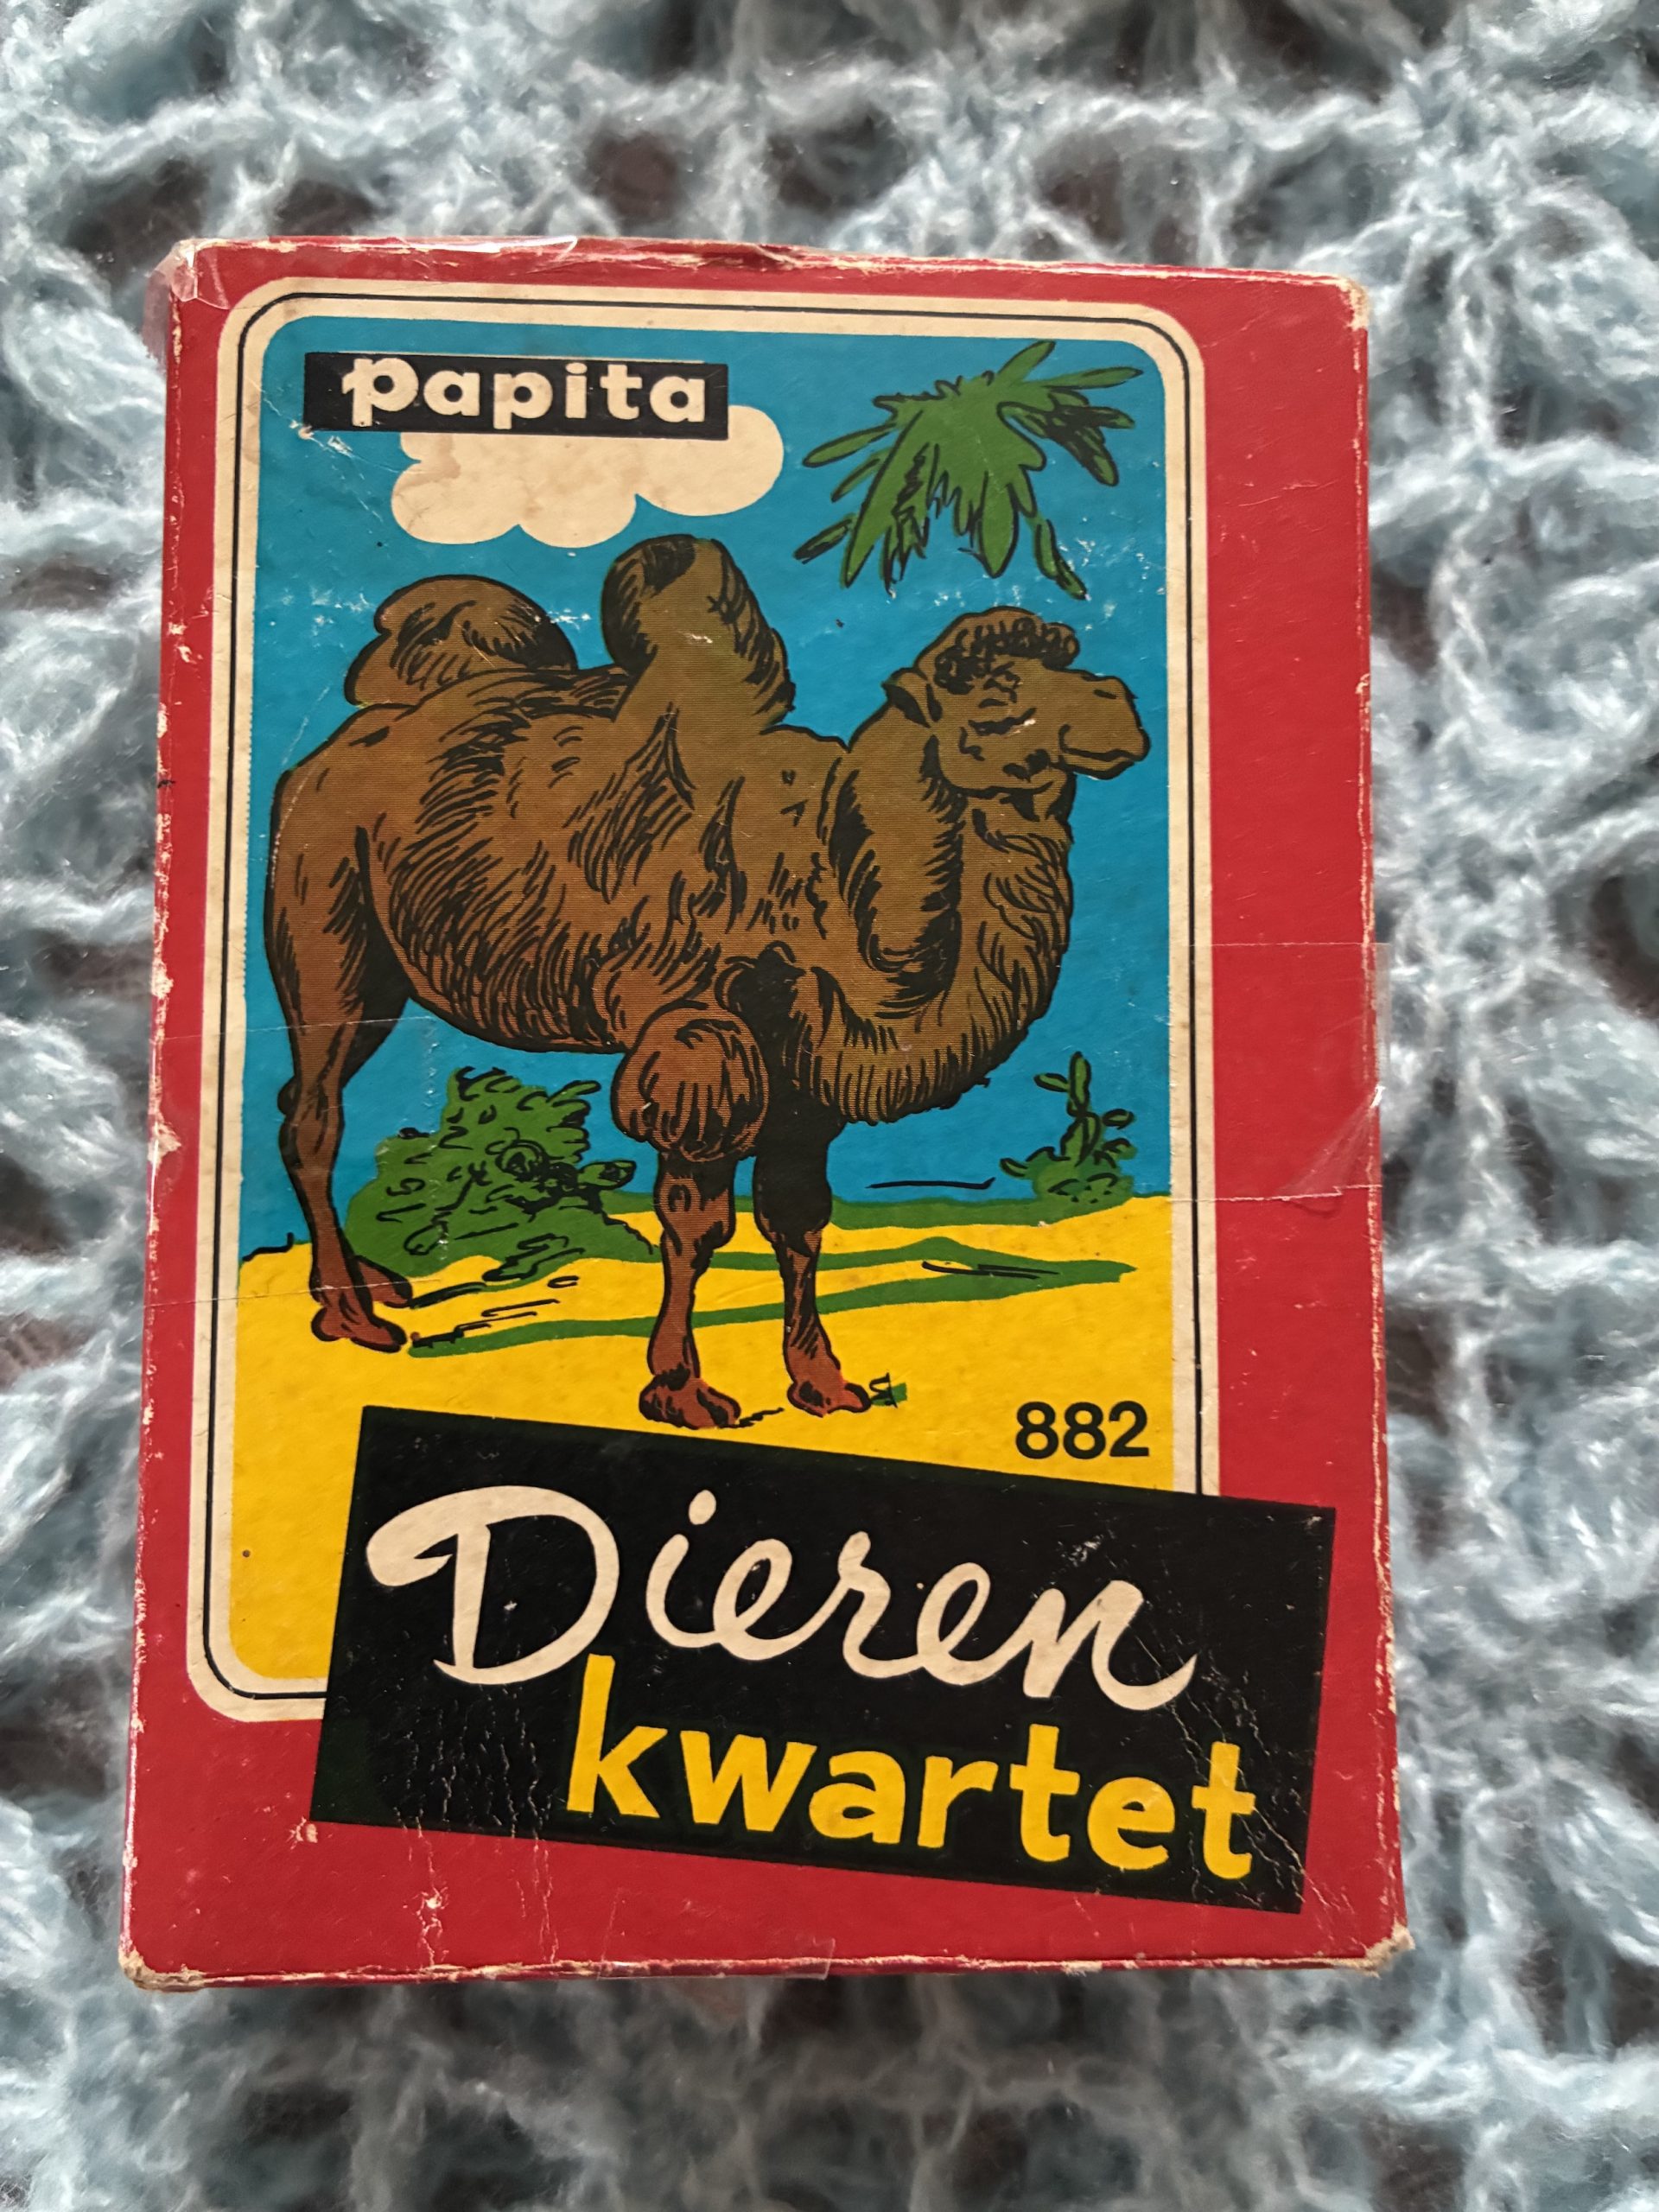 papita
882
Dieren
kwartet